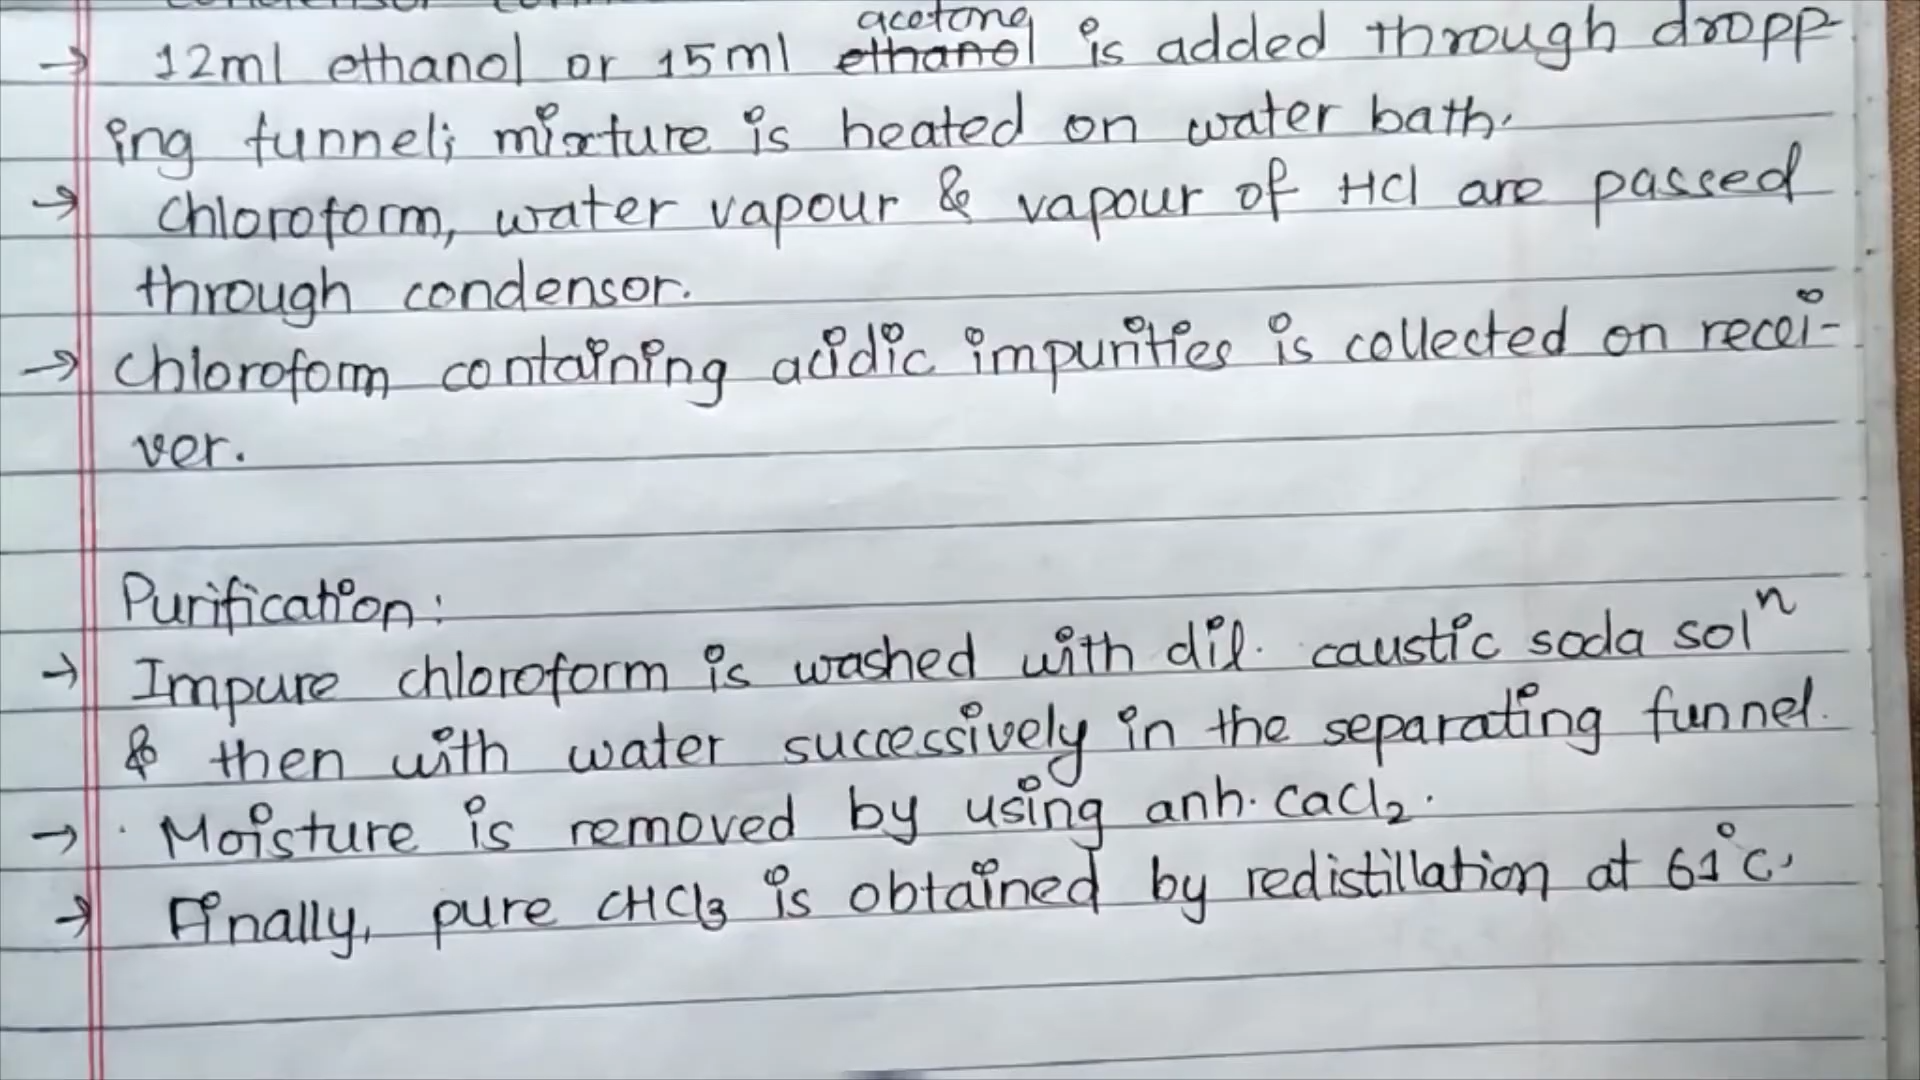 acetone
→ 12ml ethanol or 15ml ethanol is added through dropp-
ing funnel; mixture is heated on water bath.
→ Chloroform, water vapour & vapour of HCl are passed
through condensor.
→ Chloroform containing acidic impurities is collected on recei-
ver.
Purification:
→ Impure chloroform is washed with dil. caustic soda solⁿ
& then with water successively in the separating funnel.
→ Moisture is removed by using anh. CaCl₂.
→ Finally, pure CHCl₃ is obtained by redistillation at 61°C.